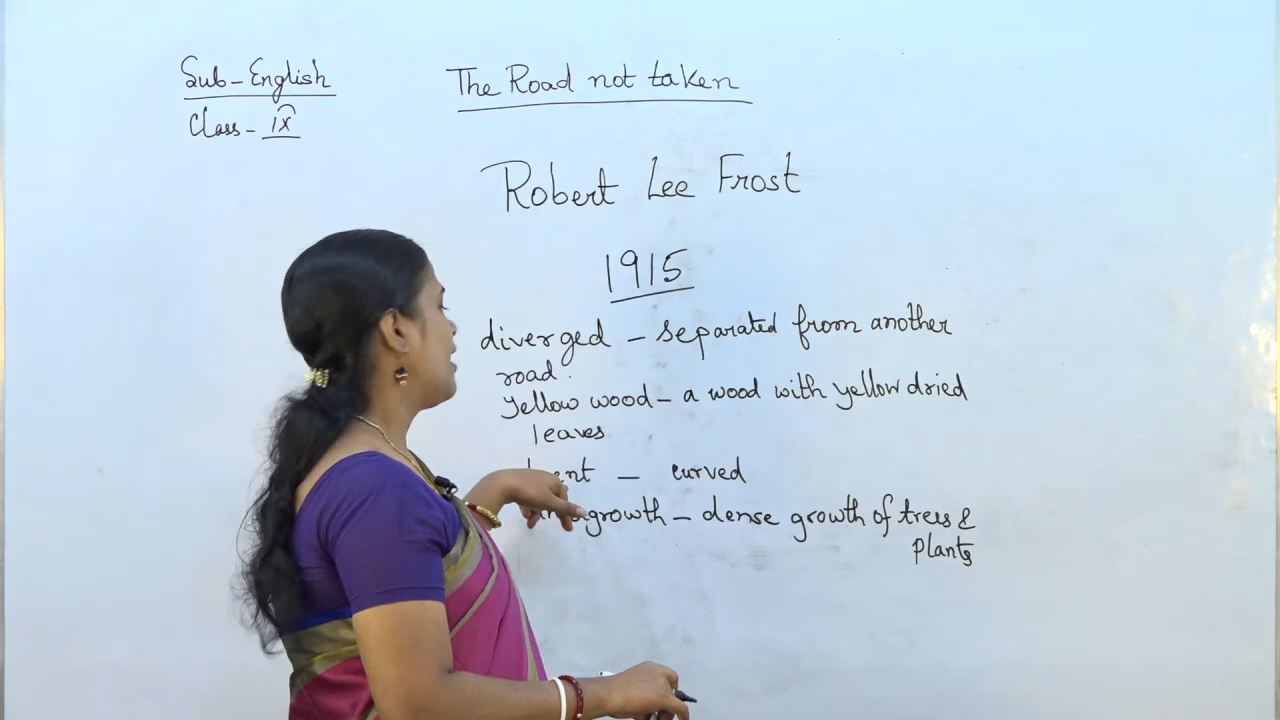 Sub-English
The Road not taken
Class-IX
Robert Lee Frost
1915
diverged - separated from another
road.
Yellow wood - a wood with yellow dried
leaves
- curved
growth - dense growth of trees &
plants